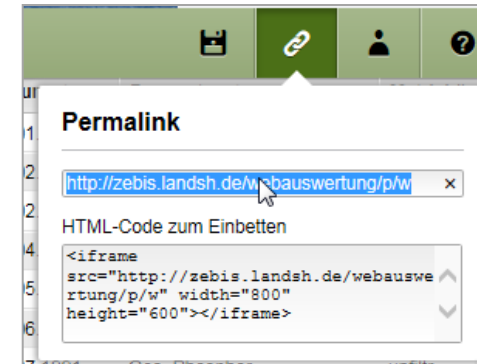 Permalink
http://zebis.landsh.de/webauswertung/p/w
HTML-Code zum Einbetten
<iframe
src="http://zebis.landsh.de/webauswe
rtung/p/w" width="800"
height="600"></iframe>